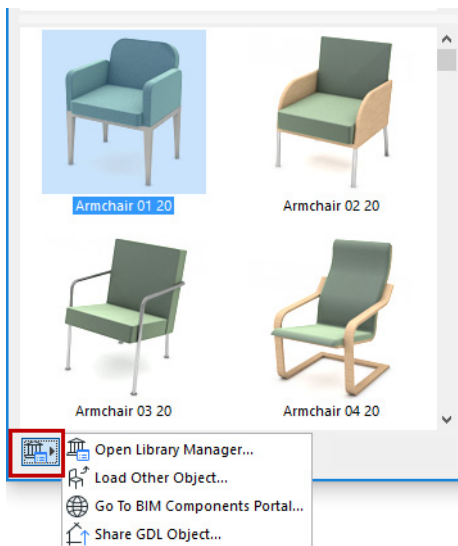 Armchair 01 20
Armchair 02 20
Armchair 03 20
Armchair 04 20
Open Library Manager...
Load Other Object...
Go To BIM Components Portal...
Share GDL Object...